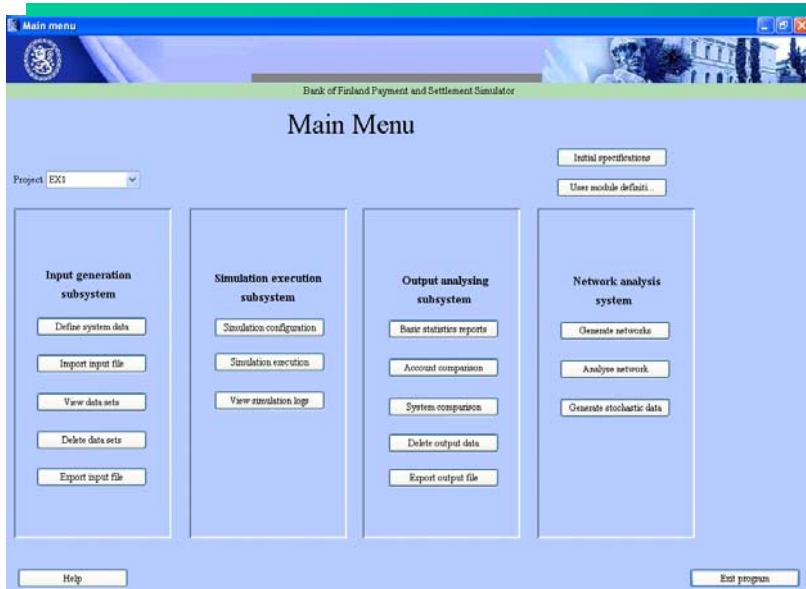 Main menu
Bank of Finland Payment and Settlement Simulator
Main Menu
Initial specifications
Project EX1
User module definiti...
Input generation
subsystem
Define system data
Import input file
View data sets
Delete data sets
Export input file
Simulation execution
subsystem
Simulation configuration
Simulation execution
View simulation logs
Output analysing
subsystem
Basic statistics reports
Account comparison
System comparison
Delete output data
Export output file
Network analysis
system
Generate networks
Analyse network
Generate stochastic data
Help
Exit program